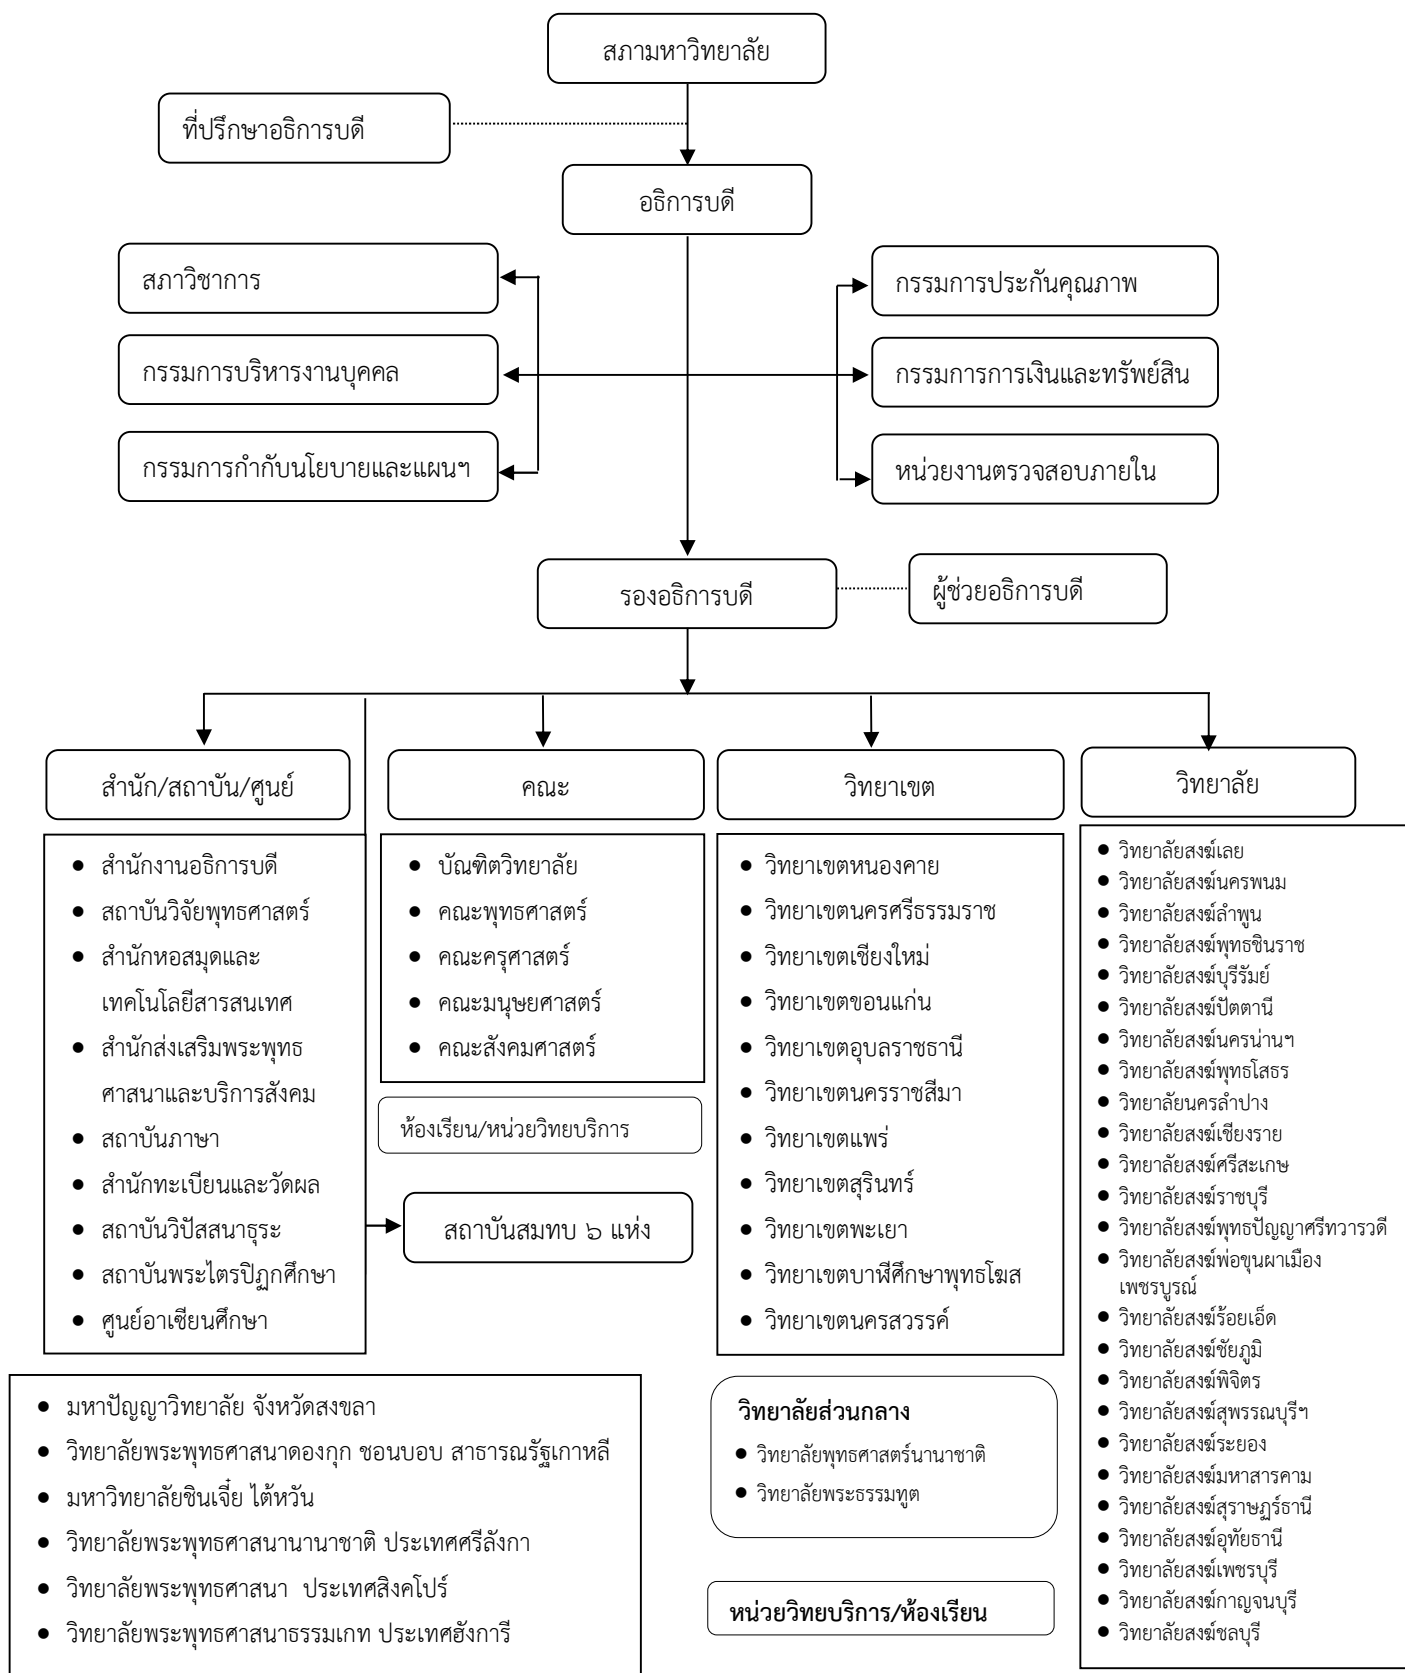 สภามหาวิทยาลัย
ที่ปรึกษาอธิการบดี
อธิการบดี
สภาวิชาการ
กรรมการประกันคุณภาพ
กรรมการบริหารงานบุคคล
กรรมการการเงินและทรัพย์สิน
กรรมการกำกับนโยบายและแผนฯ
หน่วยงานตรวจสอบภายใน
รองอธิการบดี
ผู้ช่วยอธิการบดี
สำนัก/สถาบัน/ศูนย์
● สำนักงานอธิการบดี
● สถาบันวิจัยพุทธศาสตร์
● สำนักหอสมุดและ
เทคโนโลยีสารสนเทศ
● สำนักส่งเสริมพระพุทธ
ศาสนาและบริการสังคม
● สถาบันภาษา
● สำนักทะเบียนและวัดผล
● สถาบันวิปัสสนาธุระ
● สถาบันพระไตรปิฏกศึกษา
● ศูนย์อาเซียนศึกษา
คณะ
● บัณฑิตวิทยาลัย
● คณะพุทธศาสตร์
● คณะครุศาสตร์
● คณะมนุษยศาสตร์
● คณะสังคมศาสตร์
ห้องเรียน/หน่วยวิทยบริการ
สถาบันสมทบ ๖ แห่ง
วิทยาเขต
● วิทยาเขตหนองคาย
● วิทยาเขตนครศรีธรรมราช
● วิทยาเขตเชียงใหม่
● วิทยาเขตขอนแก่น
● วิทยาเขตอุบลราชธานี
● วิทยาเขตนครราชสีมา
● วิทยาเขตแพร่
● วิทยาเขตสุรินทร์
● วิทยาเขตพะเยา
● วิทยาเขตบาฬีศึกษาพุทธโฆส
● วิทยาเขตนครสวรรค์
วิทยาลัย
● วิทยาลัยสงฆ์เลย
● วิทยาลัยสงฆ์นครพนม
● วิทยาลัยสงฆ์ลำพูน
● วิทยาลัยสงฆ์พุทธชินราช
● วิทยาลัยสงฆ์บุรีรัมย์
● วิทยาลัยสงฆ์ปัตตานี
● วิทยาลัยสงฆ์นครน่านฯ
● วิทยาลัยสงฆ์พุทธโสธร
● วิทยาลัยนครลำปาง
● วิทยาลัยสงฆ์เชียงราย
● วิทยาลัยสงฆ์ศรีสะเกษ
● วิทยาลัยสงฆ์ราชบุรี
● วิทยาลัยสงฆ์พุทธปัญญาศรีทวารวดี
● วิทยาลัยสงฆ์พ่อขุนผาเมือง
เพชรบูรณ์
● วิทยาลัยสงฆ์ร้อยเอ็ด
● วิทยาลัยสงฆ์ชัยภูมิ
● วิทยาลัยสงฆ์พิจิตร
● วิทยาลัยสงฆ์สุพรรณบุรีฯ
● วิทยาลัยสงฆ์ระยอง
● วิทยาลัยสงฆ์มหาสารคาม
● วิทยาลัยสงฆ์สุราษฎร์ธานี
● วิทยาลัยสงฆ์อุทัยธานี
● วิทยาลัยสงฆ์เพชรบุรี
● วิทยาลัยสงฆ์กาญจนบุรี
● วิทยาลัยสงฆ์ชลบุรี
● มหาปัญญาวิทยาลัย จังหวัดสงขลา
● วิทยาลัยพระพุทธศาสนาดองกุก ชอนบอบ สาธารณรัฐเกาหลี
● มหาวิทยาลัยชินเจี๋ย ไต้หวัน
● วิทยาลัยพระพุทธศาสนานานาชาติ ประเทศศรีลังกา
● วิทยาลัยพระพุทธศาสนา ประเทศสิงคโปร์
● วิทยาลัยพระพุทธศาสนาธรรมเกท ประเทศฮังการี
วิทยาลัยส่วนกลาง
● วิทยาลัยพุทธศาสตร์นานาชาติ
● วิทยาลัยพระธรรมทูต
หน่วยวิทยบริการ/ห้องเรียน